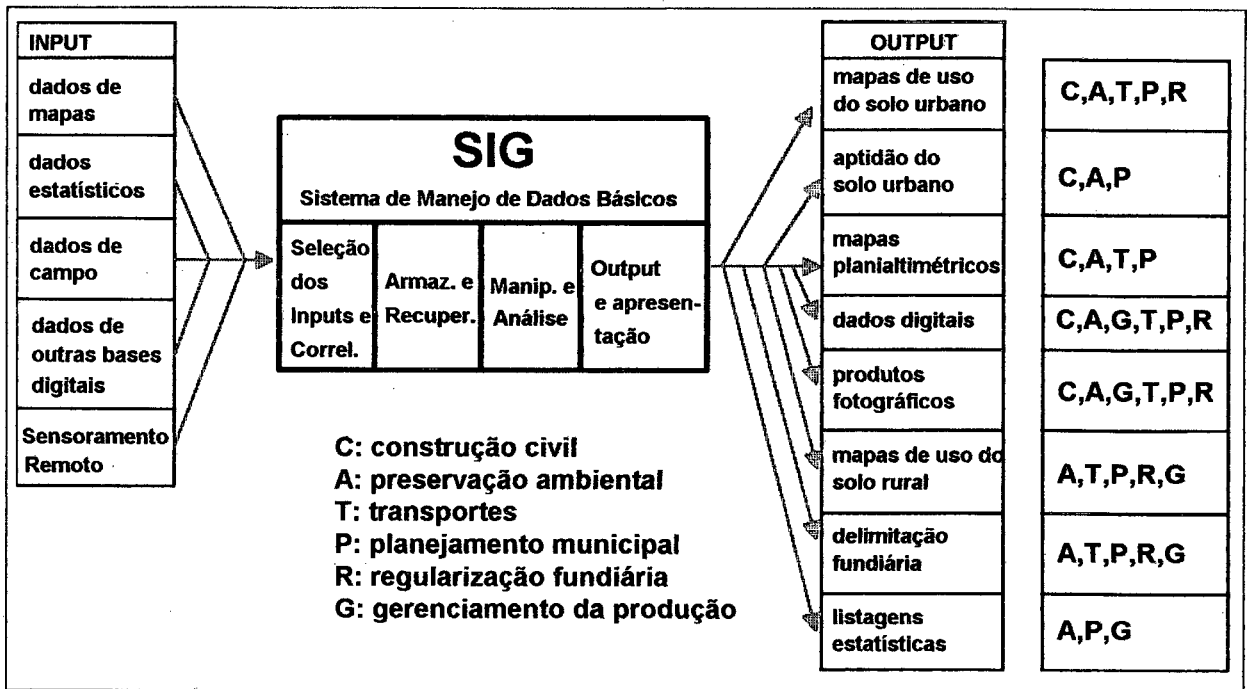 INPUT
dados de
mapas
dados
estatísticos
dados de
campo
dados de
outras bases
digitais
Sensoramento
Remoto
SIG
Sistema de Manejo de Dados Básicos
Seleção
dos
Inputs e
Correl.
Armaz. e
Recuper.
Manip. e
Análise
Output
e apresen-
tação
C: construção civil
A: preservação ambiental
T: transportes
P: planejamento municipal
R: regularização fundiária
G: gerenciamento da produção
OUTPUT
mapas de uso
do solo urbano
C,A,T,P,R
aptidão do
solo urbano
C,A,P
mapas
planialtimétricos
C,A,T,P
dados digitais
C,A,G,T,P,R
produtos
fotográficos
C,A,G,T,P,R
mapas de uso do
solo rural
A,T,P,R,G
delimitação
fundiária
A,T,P,R,G
listagens
estatísticas
A,P,G